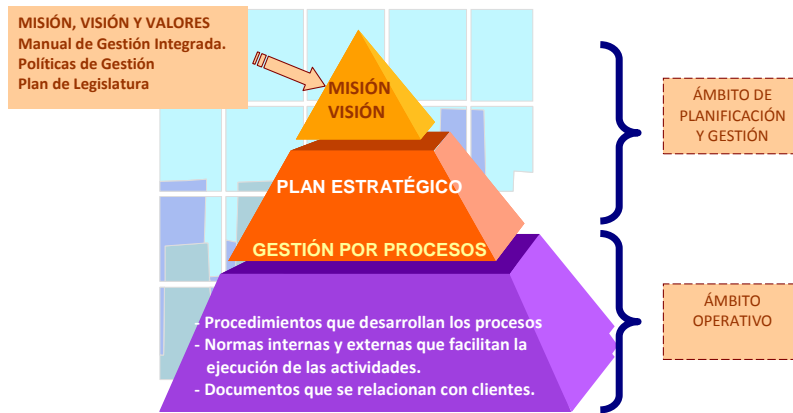 MISIÓN, VISIÓN Y VALORES
Manual de Gestión Integrada.
Políticas de Gestión
Plan de Legislatura
MISIÓN
VISIÓN
ÁMBITO DE
PLANIFICACIÓN
Y GESTIÓN
PLAN ESTRATÉGICO
GESTIÓN POR PROCESOS
- Procedimientos que desarrollan los procesos
- Normas internas y externas que facilitan la
ejecución de las actividades.
- Documentos que se relacionan con clientes.
ÁMBITO
OPERATIVO